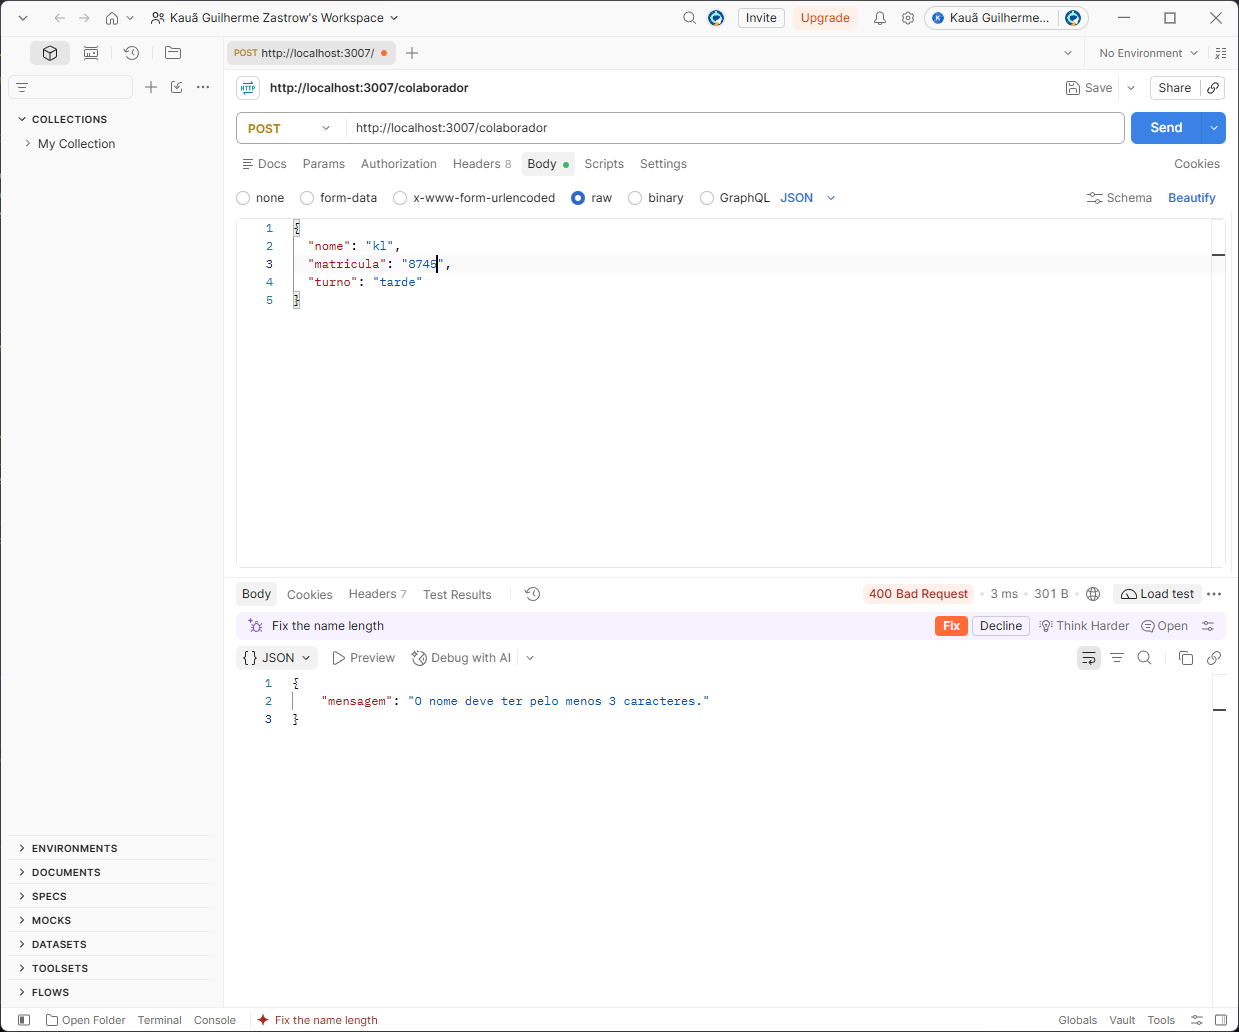 Kauã Guilherme Zastrow's Workspace
Invite
Upgrade
Kauã Guilherme...
POST http://localhost:3007/
No Environment
HTTP
http://localhost:3007/colaborador
Save
Share
COLLECTIONS
My Collection
POST
http://localhost:3007/colaborador
Send
Docs
Params
Authorization
Headers 8
Body
Scripts
Settings
Cookies
none
form-data
x-www-form-urlencoded
raw
binary
GraphQL
JSON
Schema
Beautify
1 {
2 "nome": "kl",
3 "matricula": "8745",
4 "turno": "tarde"
5 }
Body
Cookies
Headers 7
Test Results
400 Bad Request
3 ms
301 B
Load test
Fix the name length
Fix
Decline
Think Harder
Open
{} JSON
Preview
Debug with AI
1 {
2 "mensagem": "O nome deve ter pelo menos 3 caracteres."
3 }
ENVIRONMENTS
DOCUMENTS
SPECS
MOCKS
DATASETS
TOOLSETS
FLOWS
Open Folder
Terminal
Console
Fix the name length
Globals
Vault
Tools